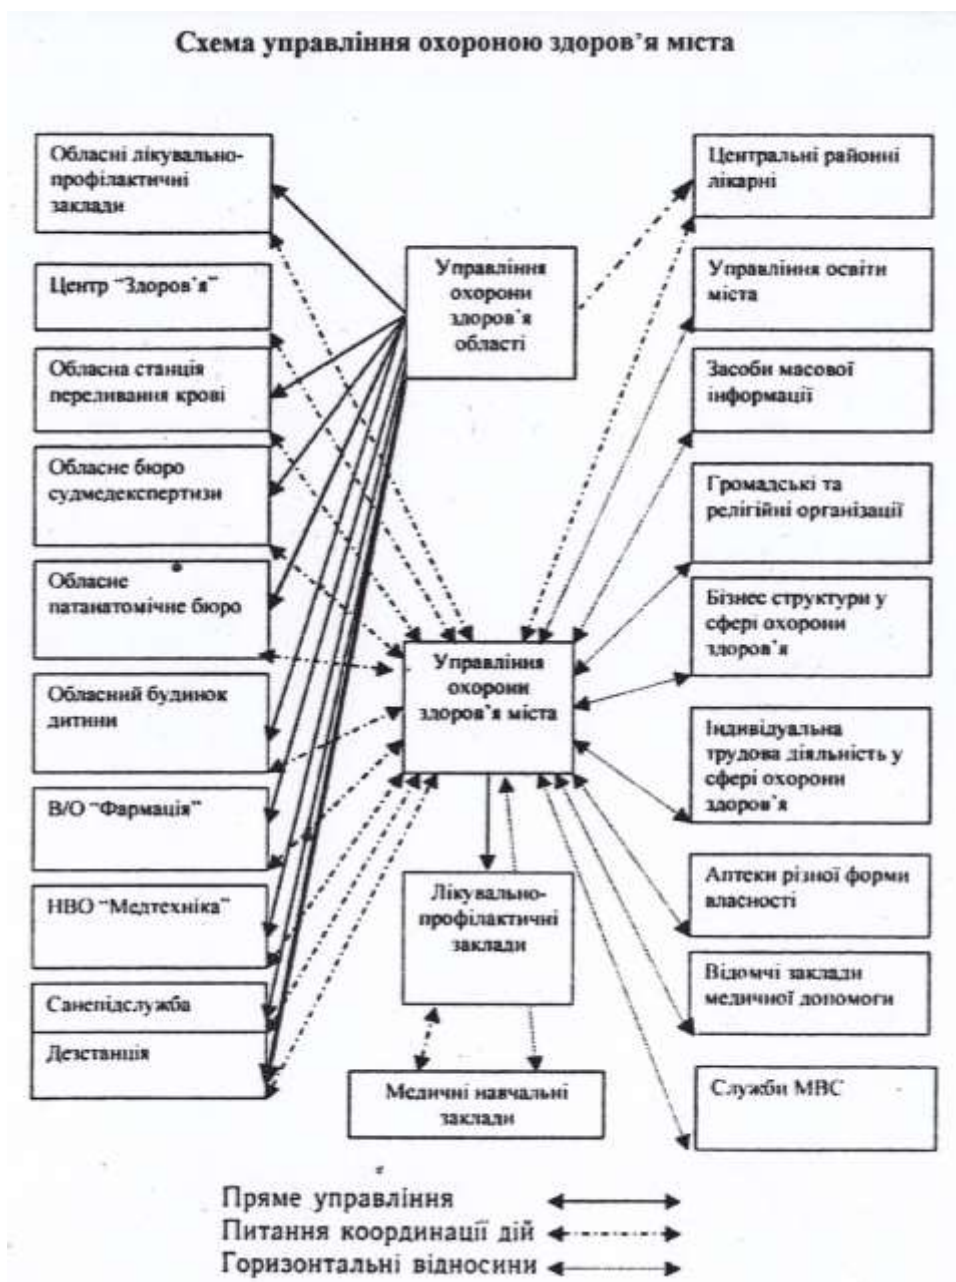 Схема управління охороною здоров'я міста
Обласні лікувально-
профілактичні
заклади
Центр "Здоров'я"
Обласна станція
переливання крові
Обласне бюро
судмедекспертизи
Обласне
патанатомічне бюро
Обласний будинок
дитини
В/О "Фармація"
НВО "Медтехніка"
Санепідслужба
Дезстанція
Управління
охорони
здоров'я
області
Управління
охорони
здоров'я міста
Лікувально-
профілактичні
заклади
Медичні навчальні
заклади
Центральні районні
лікарні
Управління освіти
міста
Засоби масової
інформації
Громадські та
релігійні організації
Бізнес структури у
сфері охорони
здоров'я
Індивідуальна
трудова діяльність у
сфері охорони
здоров'я
Аптеки різної форми
власності
Відомчі заклади
медичної допомоги
Служби МВС
Пряме управління
Питання координації дій
Горизонтальні відносини